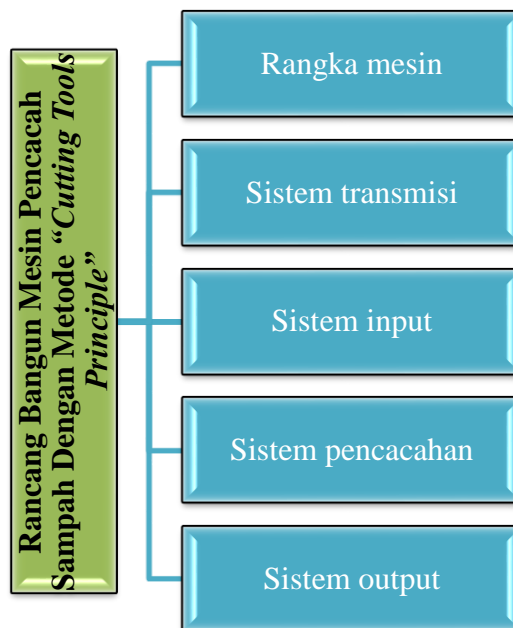 Rancang Bangun Mesin Pencacah
Sampah Dengan Metode “Cutting Tools
Principle”
Rangka mesin
Sistem transmisi
Sistem input
Sistem pencacahan
Sistem output